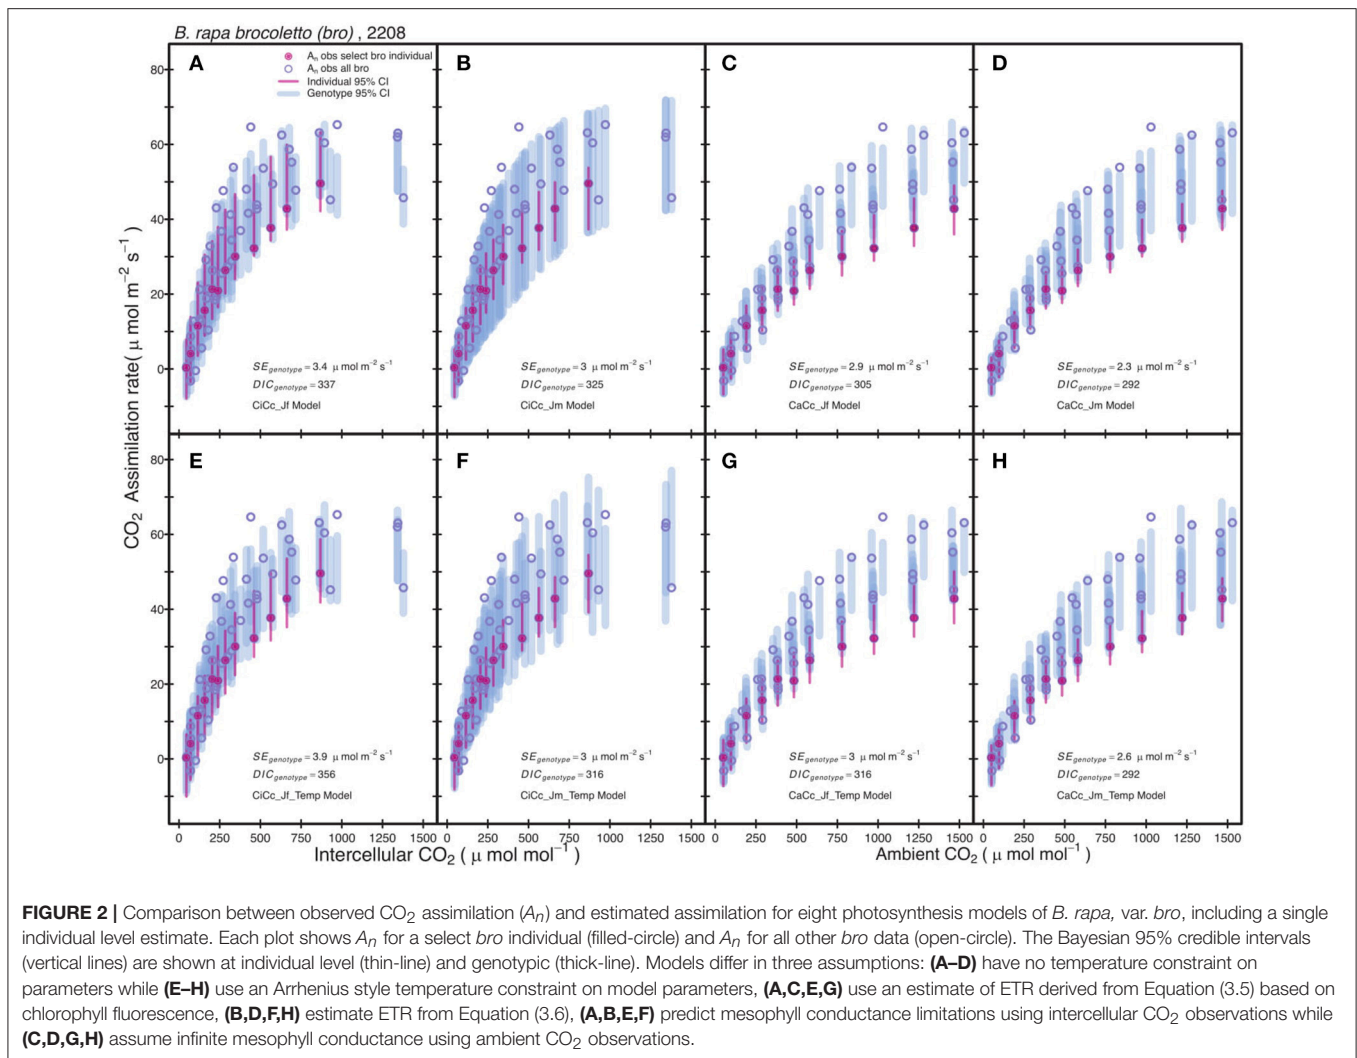 B. rapa brocoletto (bro) , 2208
A
B
C
D
An obs select bro individual
An obs all bro
Individual 95% CI
Genotype 95% CI
80
60
40
20
0
SEgenotype = 3.4 μ mol m−2 s−1
DICgenotype = 337
CiCc_Jf Model
SEgenotype = 3 μ mol m−2 s−1
DICgenotype = 325
CiCc_Jm Model
SEgenotype = 2.9 μ mol m−2 s−1
DICgenotype = 305
CaCc_Jf Model
SEgenotype = 2.3 μ mol m−2 s−1
DICgenotype = 292
CaCc_Jm Model
CO2 Assimilation rate( μ mol m−2 s−1)
E
F
G
H
80
60
40
20
0
SEgenotype = 3.9 μ mol m−2 s−1
DICgenotype = 356
CiCc_Jf_Temp Model
SEgenotype = 3 μ mol m−2 s−1
DICgenotype = 316
CiCc_Jm_Temp Model
SEgenotype = 3 μ mol m−2 s−1
DICgenotype = 316
CaCc_Jf_Temp Model
SEgenotype = 2.6 μ mol m−2 s−1
DICgenotype = 292
CaCc_Jm_Temp Model
0 250 500 750 1000 1250 1500
0 250 500 750 1000 1250 1500
0 250 500 750 1000 1250 1500
0 250 500 750 1000 1250 1500
Intercellular CO2 ( μ mol mol−1)
Ambient CO2 ( μ mol mol−1)
FIGURE 2 | Comparison between observed CO2 assimilation (An) and estimated assimilation for eight photosynthesis models of B. rapa, var. bro, including a single
individual level estimate. Each plot shows An for a select bro individual (filled-circle) and An for all other bro data (open-circle). The Bayesian 95% credible intervals
(vertical lines) are shown at individual level (thin-line) and genotypic (thick-line). Models differ in three assumptions: (A–D) have no temperature constraint on
parameters while (E–H) use an Arrhenius style temperature constraint on model parameters, (A,C,E,G) use an estimate of ETR derived from Equation (3.5) based on
chlorophyll fluorescence, (B,D,F,H) estimate ETR from Equation (3.6), (A,B,E,F) predict mesophyll conductance limitations using intercellular CO2 observations while
(C,D,G,H) assume infinite mesophyll conductance using ambient CO2 observations.